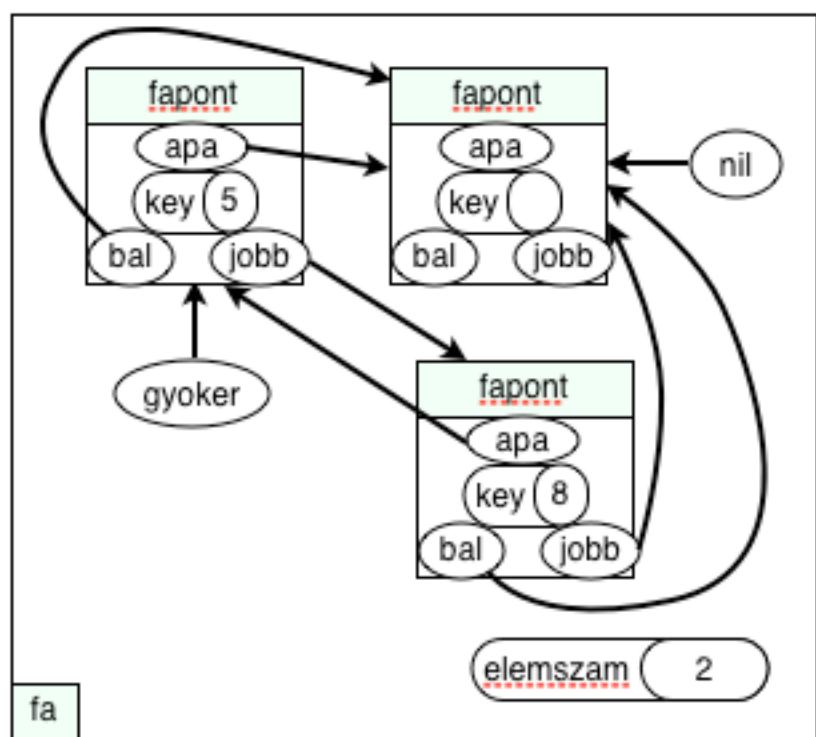 fapont
apa
key 5
bal jobb
fapont
apa
key
bal jobb
nil
gyoker
fapont
apa
key 8
bal jobb
elemszam 2
fa